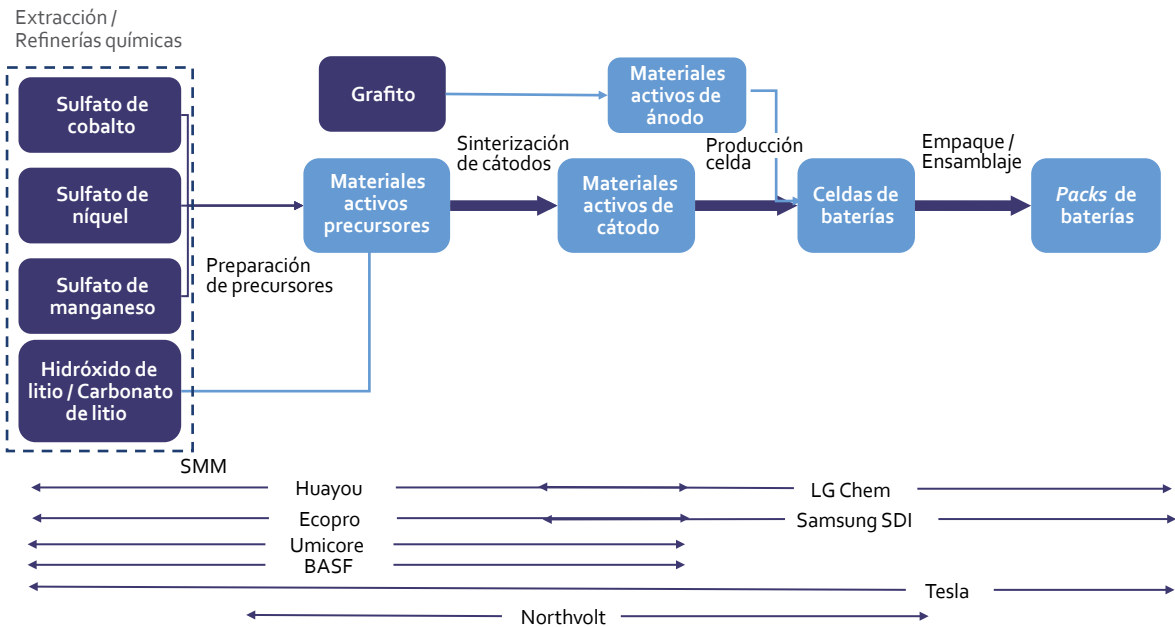 Extracción /
Refinerías químicas
Sulfato de
cobalto
Sulfato de
níquel
Sulfato de
manganeso
Hidróxido de
litio / Carbonato
de litio
Preparación
de precursores
Grafito
Materiales
activos
precursores
Sinterización
de cátodos
Materiales
activos de
ánodo
Materiales
activos de
cátodo
Producción
celda
Celdas de
baterías
Empaque /
Ensamblaje
Packs de
baterías
SMM
Huayou
LG Chem
Ecopro
Samsung SDI
Umicore
BASF
Tesla
Northvolt